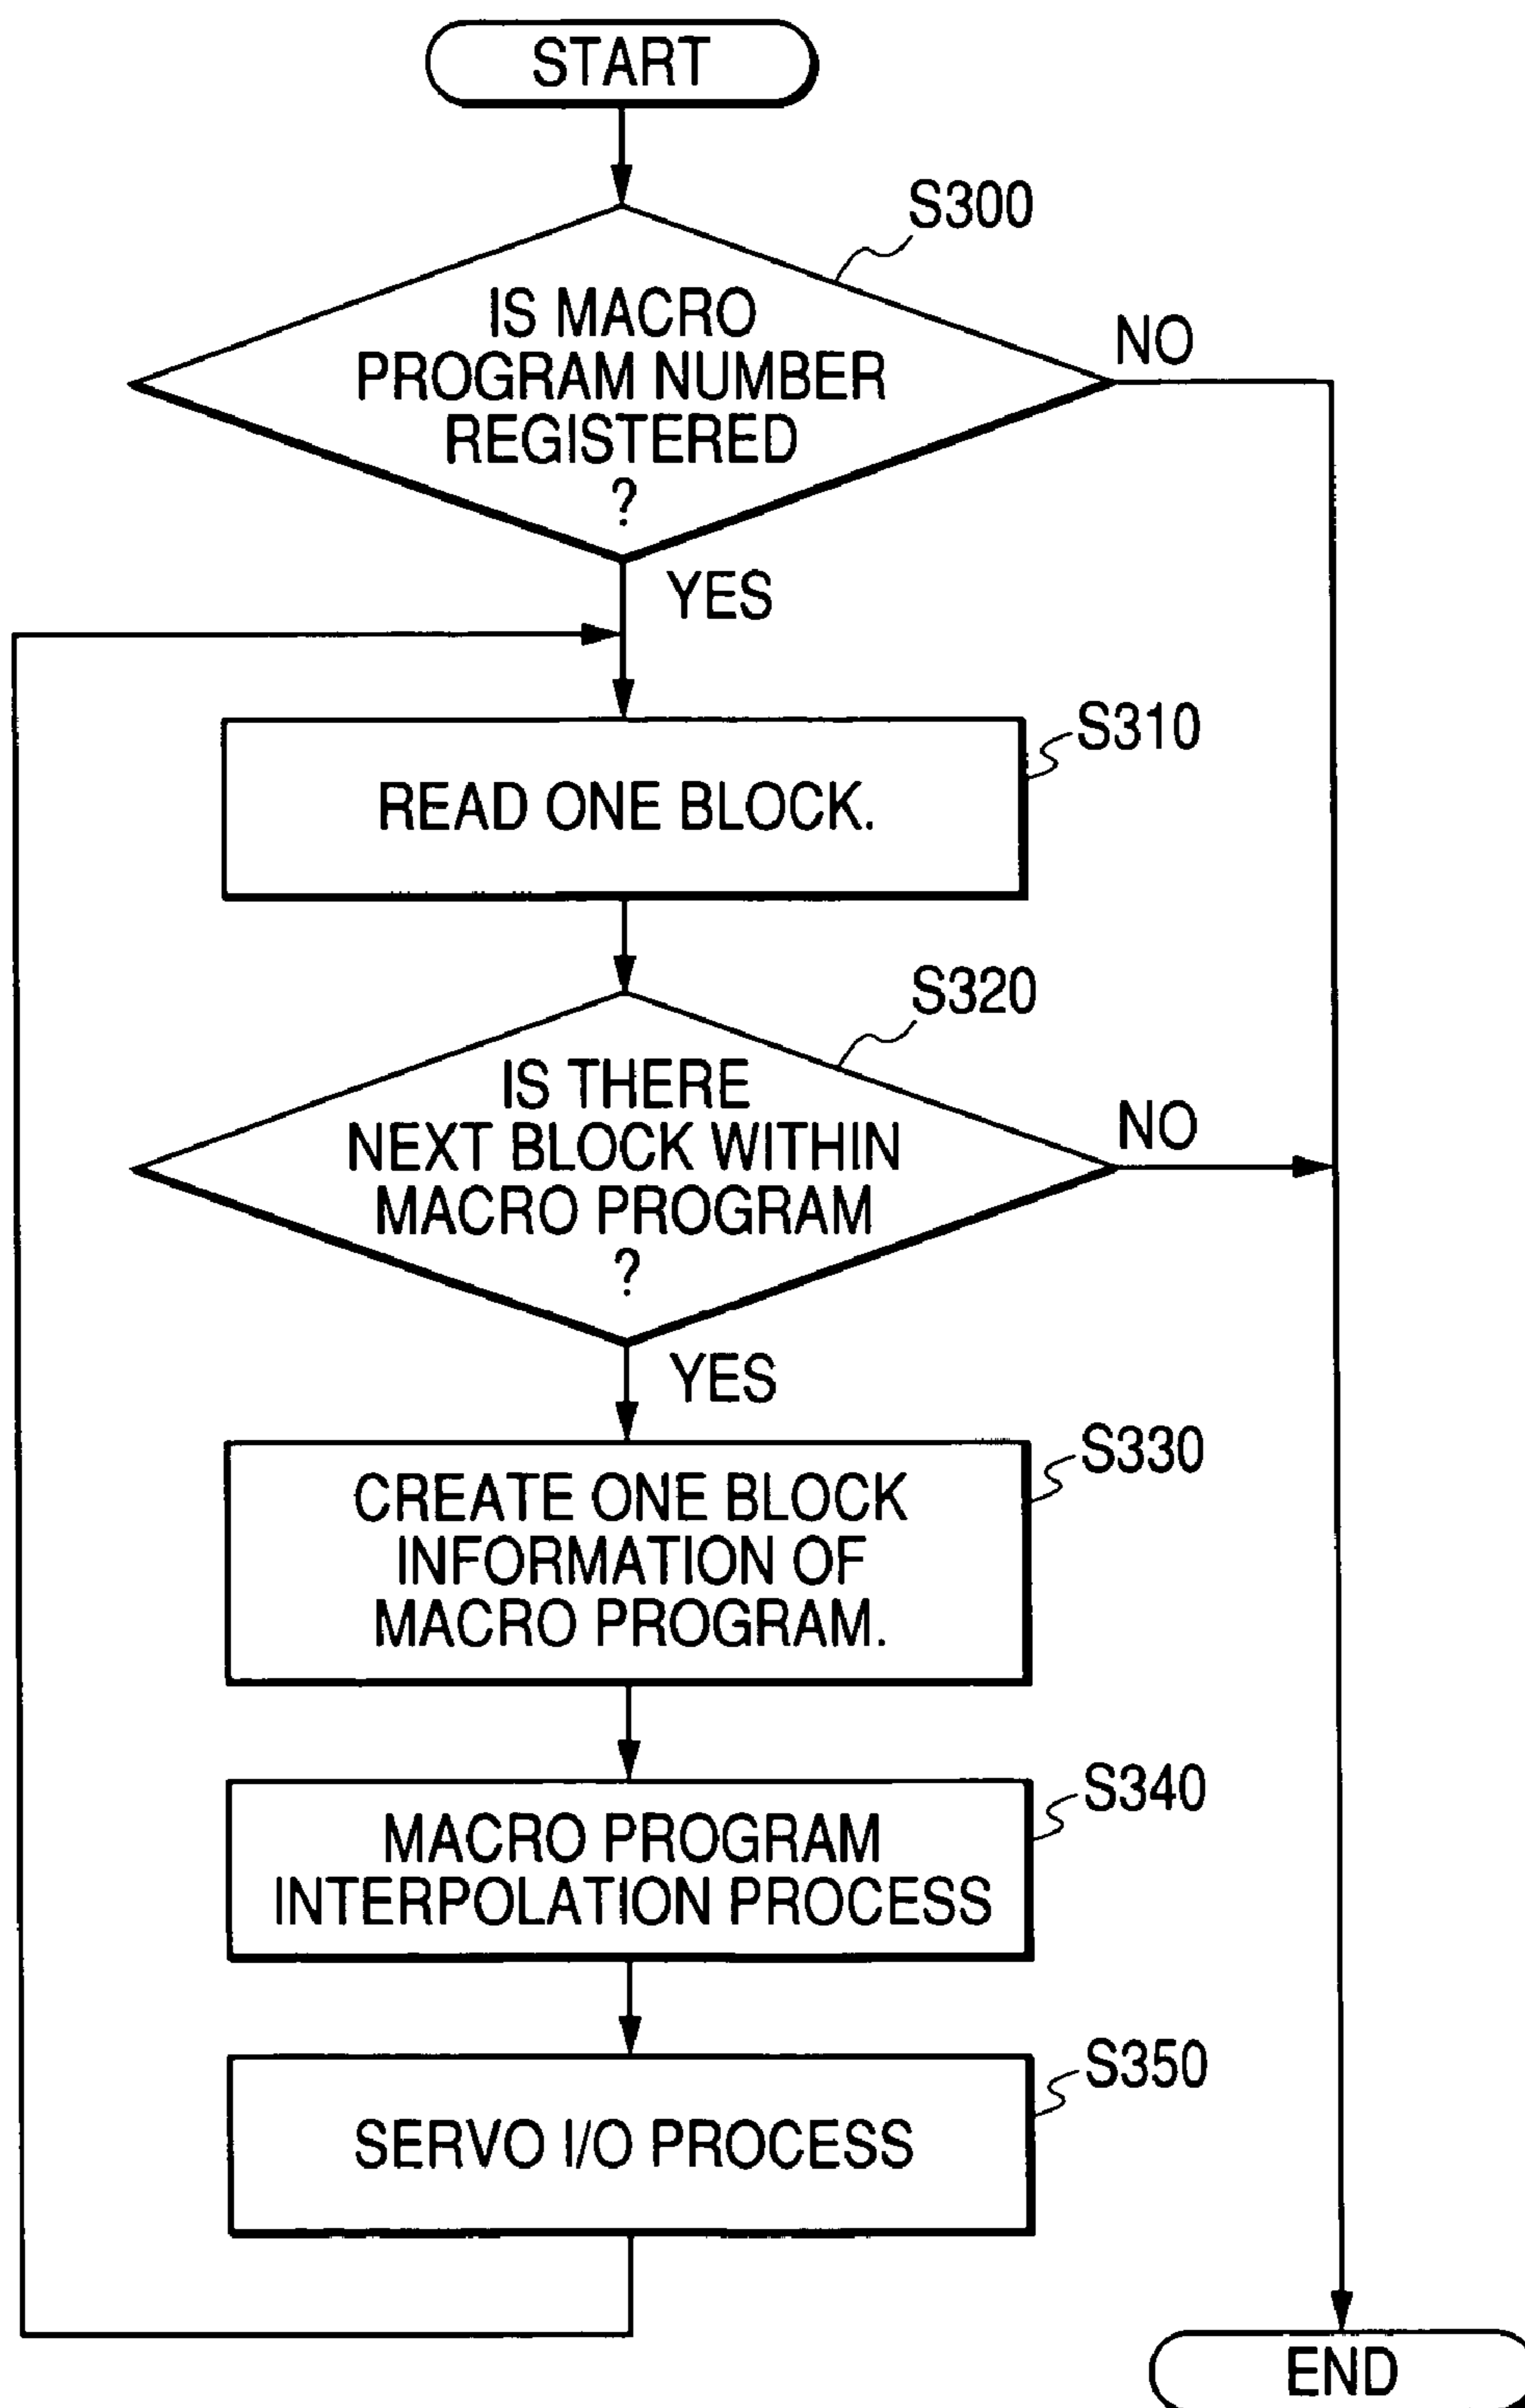 START
S300
IS MACRO
PROGRAM NUMBER
REGISTERED
?
NO
YES
S310
READ ONE BLOCK.
S320
IS THERE
NEXT BLOCK WITHIN
MACRO PROGRAM
?
NO
YES
S330
CREATE ONE BLOCK
INFORMATION OF
MACRO PROGRAM.
S340
MACRO PROGRAM
INTERPOLATION PROCESS
S350
SERVO I/O PROCESS
END